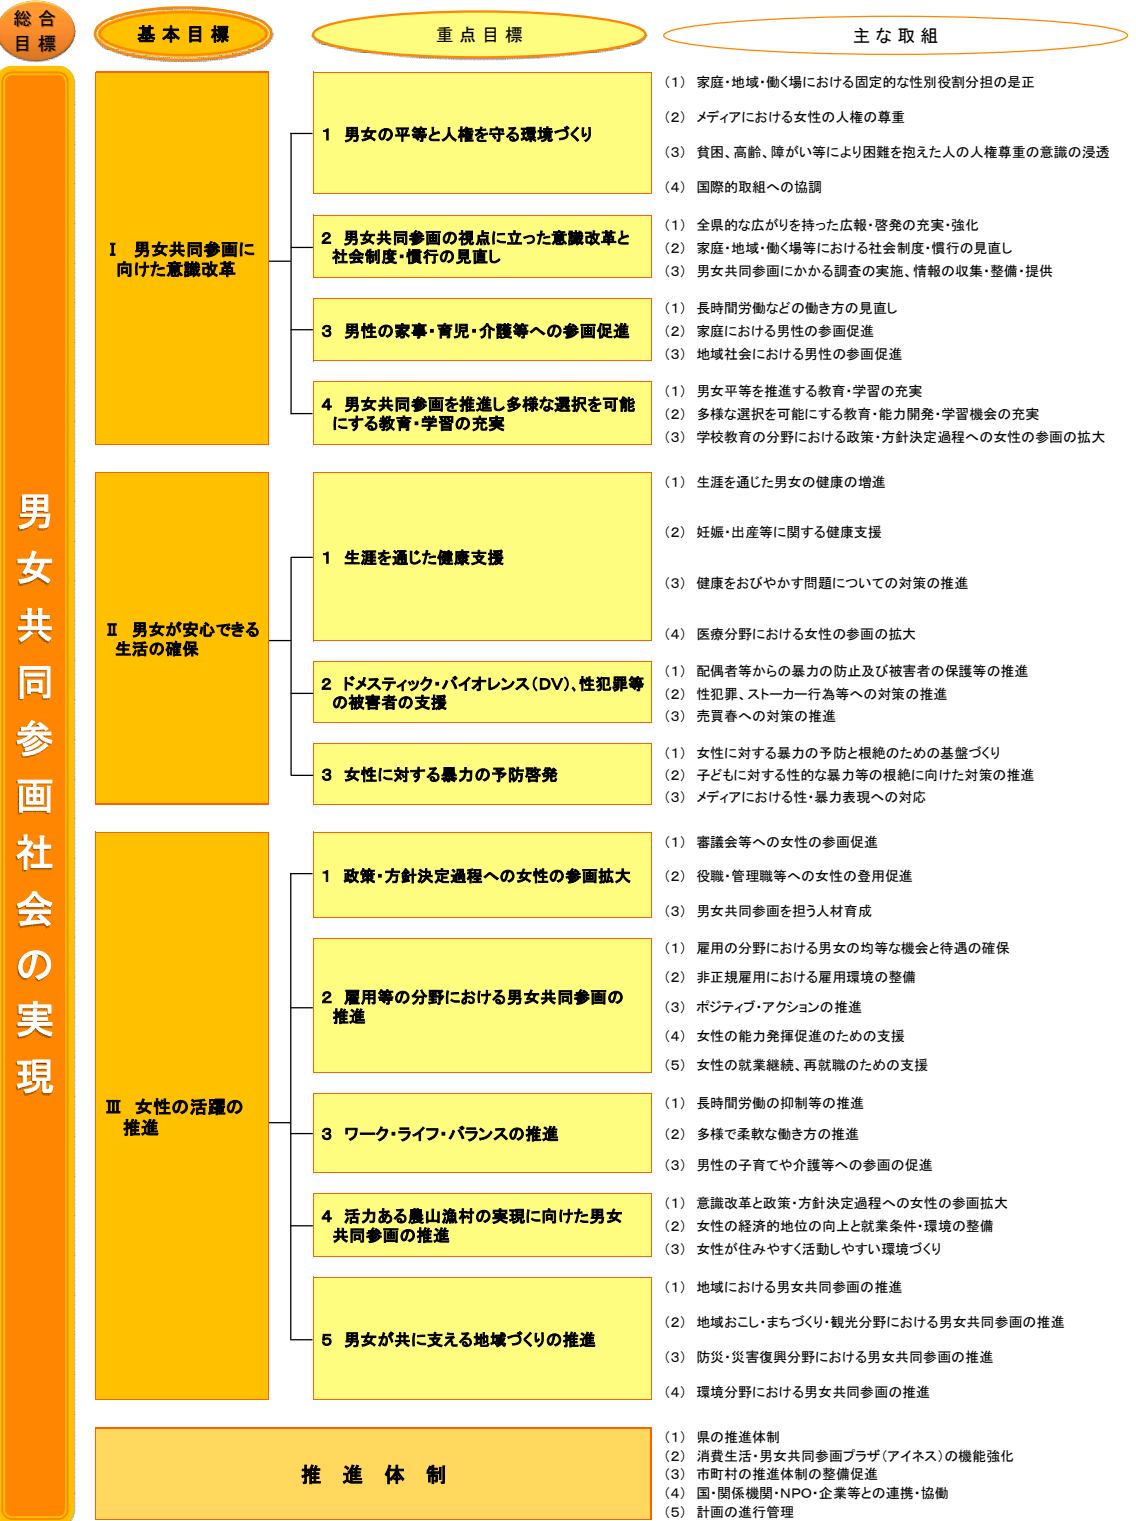 総合
目標
基本目標
重点目標
主な取組
男女共同参画社会の実現
Ⅰ　男女共同参画に
向けた意識改革
1　男女の平等と人権を守る環境づくり
（1）　家庭・地域・働く場における固定的な性別役割分担の是正
（2）　メディアにおける女性の人権の尊重
（3）　貧困、高齢、障がい等により困難を抱えた人の人権尊重の意識の浸透
（4）　国際的取組への協調
2　男女共同参画の視点に立った意識改革と
社会制度・慣行の見直し
（1）　全県的な広がりを持った広報・啓発の充実・強化
（2）　家庭・地域・働く場等における社会制度・慣行の見直し
（3）　男女共同参画にかかる調査の実施、情報の収集・整備・提供
3　男性の家事・育児・介護等への参画促進
（1）　長時間労働などの働き方の見直し
（2）　家庭における男性の参画促進
（3）　地域社会における男性の参画促進
4　男女共同参画を推進し多様な選択を可能
にする教育・学習の充実
（1）　男女平等を推進する教育・学習の充実
（2）　多様な選択を可能にする教育・能力開発・学習機会の充実
（3）　学校教育の分野における政策・方針決定過程への女性の参画の拡大
Ⅱ　男女が安心できる
生活の確保
1　生涯を通じた健康支援
（1）　生涯を通じた男女の健康の増進
（2）　妊娠・出産等に関する健康支援
（3）　健康をおびやかす問題についての対策の推進
（4）　医療分野における女性の参画の拡大
2　ドメスティック・バイオレンス（DV）、性犯罪等
の被害者の支援
（1）　配偶者等からの暴力の防止及び被害者の保護等の推進
（2）　性犯罪、ストーカー行為等への対策の推進
（3）　売買春への対策の推進
3　女性に対する暴力の予防啓発
（1）　女性に対する暴力の予防と根絶のための基盤づくり
（2）　子どもに対する性的な暴力等の根絶に向けた対策の推進
（3）　メディアにおける性・暴力表現への対応
Ⅲ　女性の活躍の
推進
1　政策・方針決定過程への女性の参画拡大
（1）　審議会等への女性の参画促進
（2）　役職・管理職等への女性の登用促進
（3）　男女共同参画を担う人材育成
2　雇用等の分野における男女共同参画の
推進
（1）　雇用の分野における男女の均等な機会と待遇の確保
（2）　非正規雇用における雇用環境の整備
（3）　ポジティブ・アクションの推進
（4）　女性の能力発揮促進のための支援
（5）　女性の就業継続、再就職のための支援
3　ワーク・ライフ・バランスの推進
（1）　長時間労働の抑制等の推進
（2）　多様で柔軟な働き方の推進
（3）　男性の子育てや介護等への参画の促進
4　活力ある農山漁村の実現に向けた男女
共同参画の推進
（1）　意識改革と政策・方針決定過程への女性の参画拡大
（2）　女性の経済的地位の向上と就業条件・環境の整備
（3）　女性が住みやすく活動しやすい環境づくり
5　男女が共に支える地域づくりの推進
（1）　地域における男女共同参画の推進
（2）　地域おこし・まちづくり・観光分野における男女共同参画の推進
（3）　防災・災害復興分野における男女共同参画の推進
（4）　環境分野における男女共同参画の推進
推進体制
（1）　県の推進体制
（2）　消費生活・男女共同参画プラザ（アイネス）の機能強化
（3）　市町村の推進体制の整備促進
（4）　国・関係機関・NPO・企業等との連携・協働
（5）　計画の進行管理